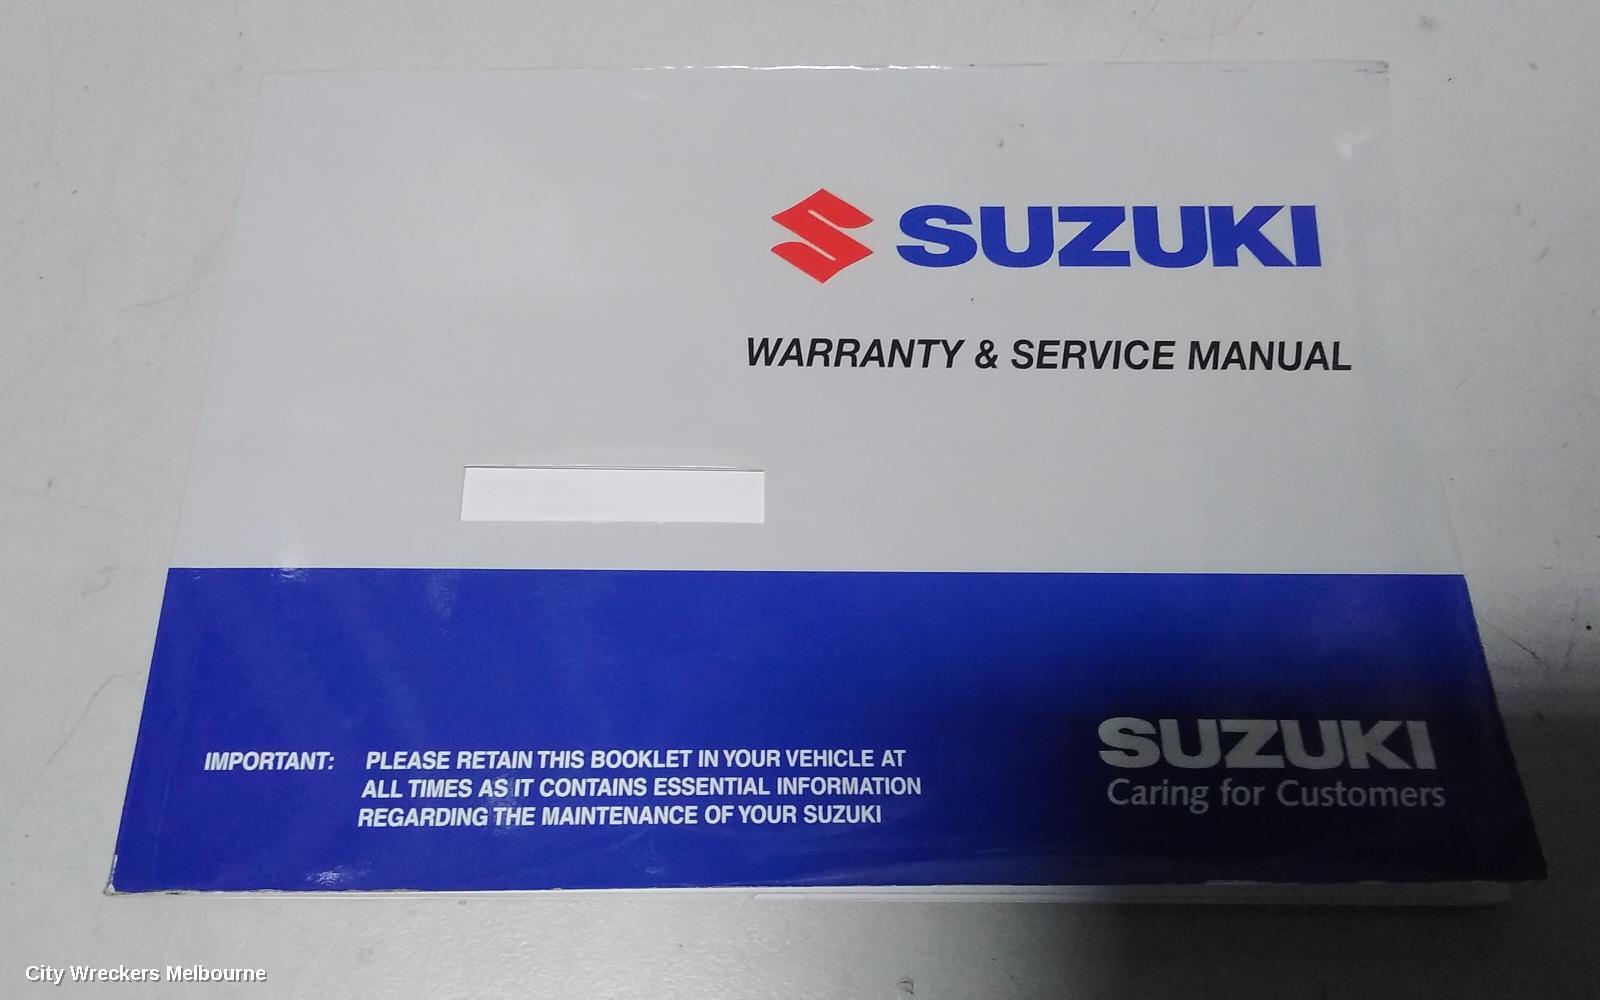 SUZUKI
WARRANTY & SERVICE MANUAL
IMPORTANT: PLEASE RETAIN THIS BOOKLET IN YOUR VEHICLE AT
ALL TIMES AS IT CONTAINS ESSENTIAL INFORMATION
REGARDING THE MAINTENANCE OF YOUR SUZUKI
SUZUKI
Caring for Customers
City Wreckers Melbourne